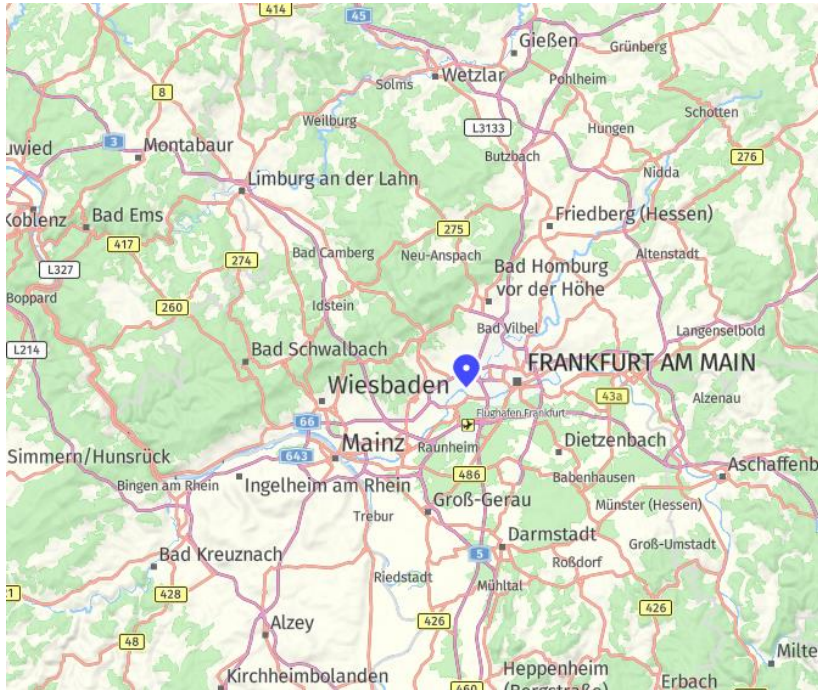 414
45
Gießen
Grünberg
Wetzlar
Pohlheim
Solms
8
Schotten
Weilburg
L3133
Hungen
3
Montabaur
uwied
Butzbach
276
Nidda
Limburg an der Lahn
Koblenz
Bad Ems
Friedberg (Hessen)
275
417
Bad Camberg
Neu-Anspach
Altenstadt
274
L327
Bad Homburg
vor der Höhe
Boppard
260
Idstein
Bad Vilbel
Langenselbold
L214
Bad Schwalbach
FRANKFURT AM MAIN
Wiesbaden
43a
Alzenau
Flughafen Frankfurt
66
Mainz
Raunheim
Dietzenbach
Simmern/Hunsrück
643
486
Aschaffenb
Babenhausen
Bingen am Rhein
Ingelheim am Rhein
Groß-Gerau
Münster (Hessen)
Trebur
Darmstadt
Groß-Umstadt
5
Bad Kreuznach
Roßdorf
Riedstadt
Mühltal
21
428
426
426
Alzey
48
Milte
Kirchheimbolanden
Heppenheim
(Bergstraße)
Erbach
460